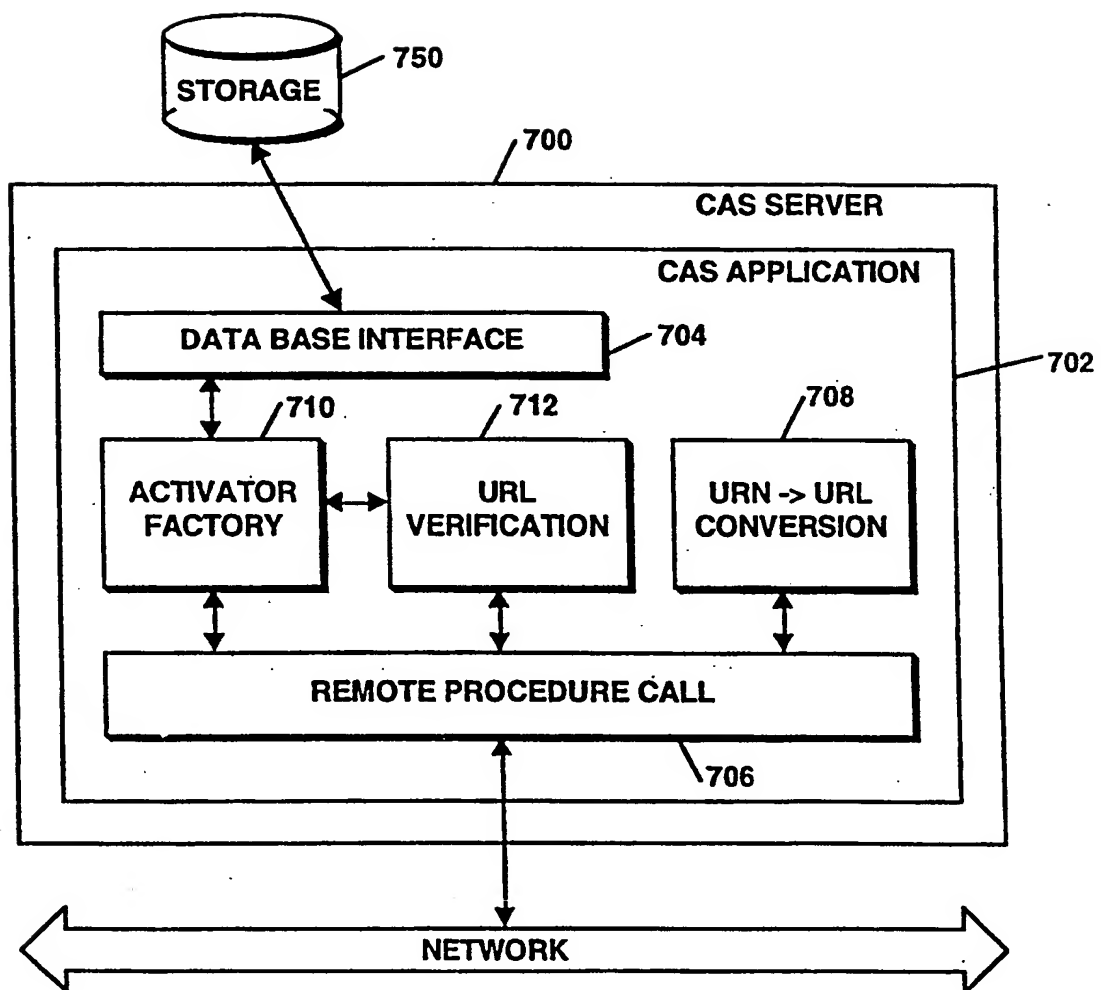 STORAGE
750
700
CAS SERVER
CAS APPLICATION
DATA BASE INTERFACE
704
702
710
712
708
ACTIVATOR
FACTORY
URL
VERIFICATION
URN -> URL
CONVERSION
REMOTE PROCEDURE CALL
706
NETWORK